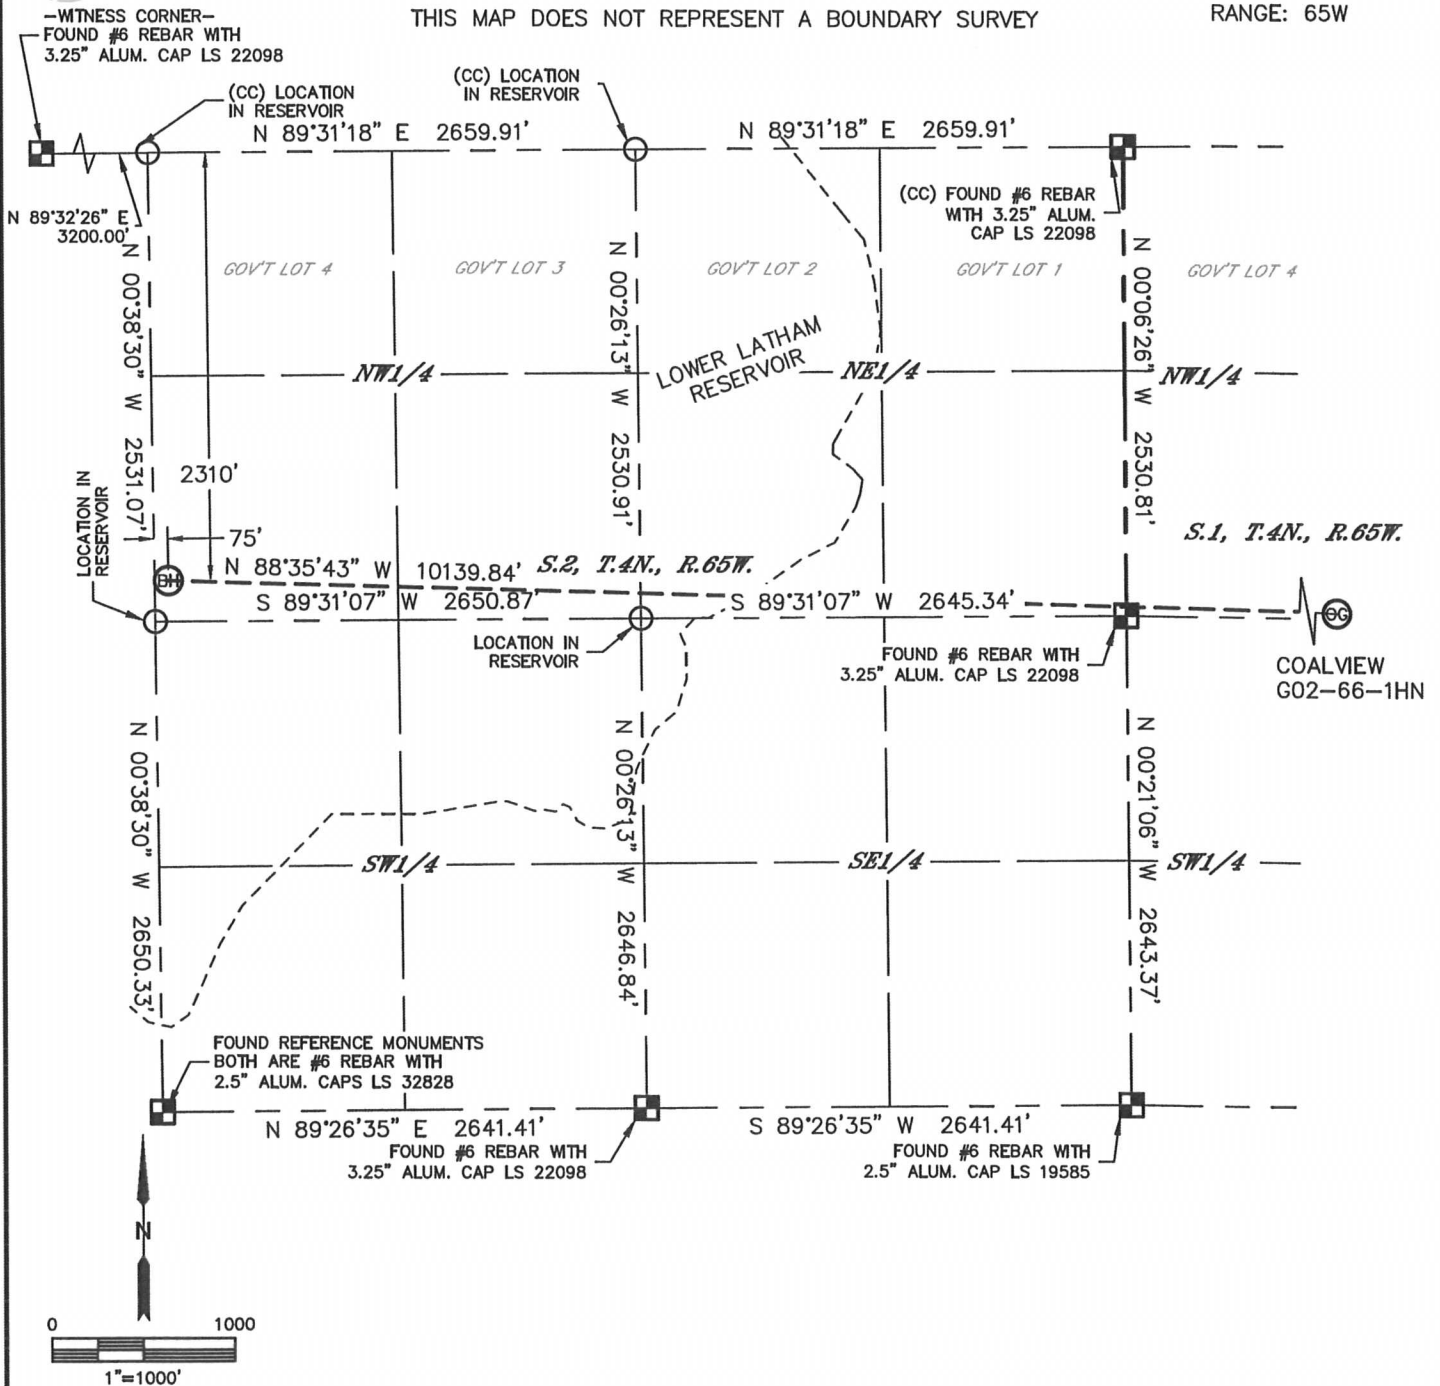 -WITNESS CORNER-
FOUND #6 REBAR WITH
3.25" ALUM. CAP LS 22098
THIS MAP DOES NOT REPRESENT A BOUNDARY SURVEY
RANGE: 65W
(CC) LOCATION
IN RESERVOIR
(CC) LOCATION
IN RESERVOIR
N 89°31'18" E 2659.91'
N 89°31'18" E 2659.91'
N 89°32'26" E
3200.00'
(CC) FOUND #6 REBAR
WITH 3.25" ALUM.
CAP LS 22098
GOV'T LOT 4
GOV'T LOT 3
GOV'T LOT 2
GOV'T LOT 1
GOV'T LOT 4
N 00°38'30" W 2531.07'
N 00°26'13" W 2530.91'
N 00°06'26" W 2530.81'
LOWER LATHAM
RESERVOIR
NW1/4
NE1/4
NW1/4
2310'
LOCATION IN
RESERVOIR
75'
S.1, T.4N., R.65W.
BH
N 88°35'43" W 10139.84'
S.2, T.4N., R.65W.
S 89°31'07" W 2650.87'
S 89°31'07" W 2645.34'
OG
LOCATION IN
RESERVOIR
FOUND #6 REBAR WITH
3.25" ALUM. CAP LS 22098
COALVIEW
G02-66-1HN
N 00°38'30" W 2650.33'
N 00°26'13" W 2646.84'
N 00°21'06" W 2643.37'
SW1/4
SE1/4
SW1/4
FOUND REFERENCE MONUMENTS
BOTH ARE #6 REBAR WITH
2.5" ALUM. CAPS LS 32828
N 89°26'35" E 2641.41'
S 89°26'35" W 2641.41'
FOUND #6 REBAR WITH
3.25" ALUM. CAP LS 22098
FOUND #6 REBAR WITH
2.5" ALUM. CAP LS 19585
N
0 1000
1"=1000'